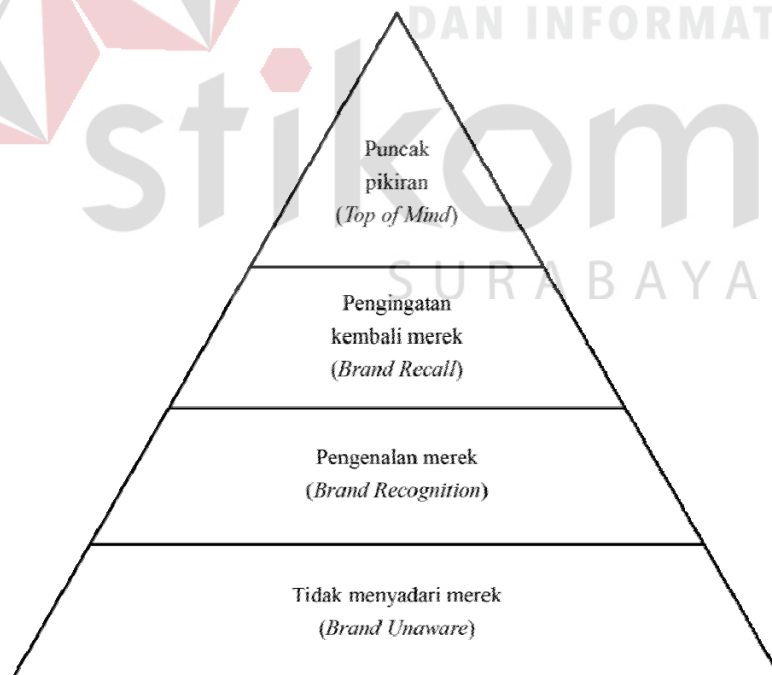 DAN INFORMAT
stikom
SURABAYA
Puncak
pikiran
(Top of Mind)
Pengingatan
kembali merek
(Brand Recall)
Pengenalan merek
(Brand Recognition)
Tidak menyadari merek
(Brand Unaware)